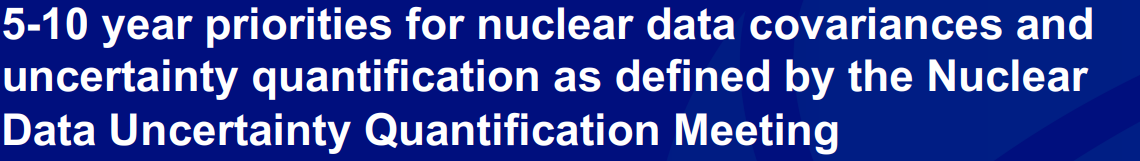 5-10 year priorities for nuclear data covariances and
uncertainty quantification as defined by the Nuclear
Data Uncertainty Quantification Meeting